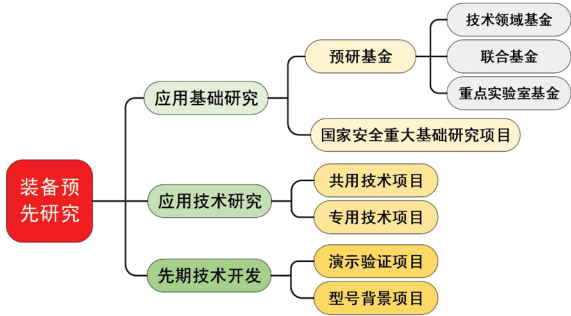 装备预
先研究
应用基础研究
预研基金
技术领域基金
联合基金
重点实验室基金
国家安全重大基础研究项目
应用技术研究
共用技术项目
专用技术项目
先期技术开发
演示验证项目
型号背景项目